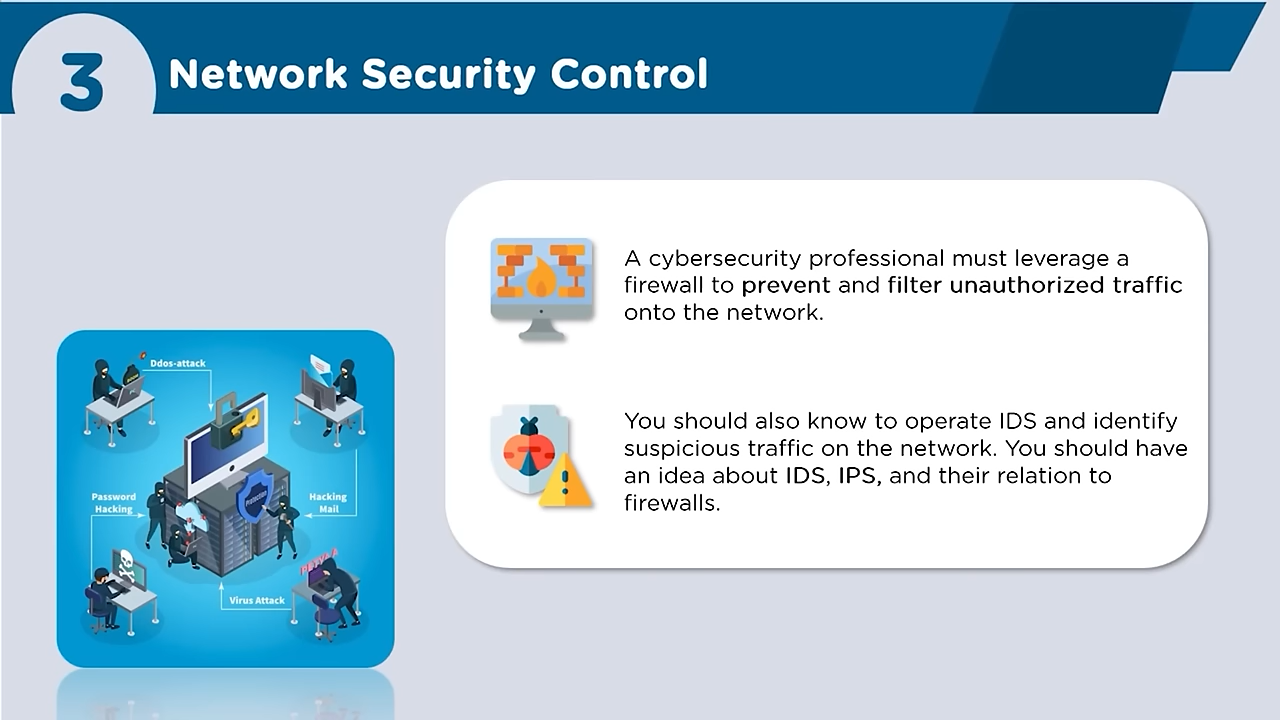 3
Network Security Control
A cybersecurity professional must leverage a
firewall to prevent and filter unauthorized traffic
onto the network.
You should also know to operate IDS and identify
suspicious traffic on the network. You should have
an idea about IDS, IPS, and their relation to
firewalls.
Ddos-attack
Password
Hacking
Hacking
Mail
Protection
Virus Attack